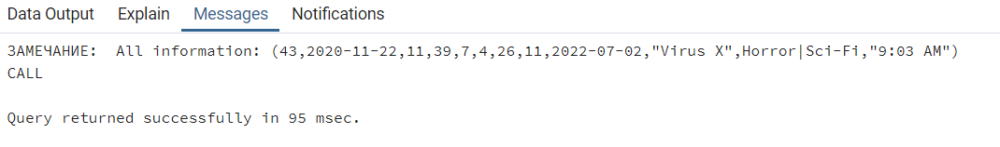 Data Output Explain Messages Notifications
ЗАМЕЧАНИЕ:  All information: (43,2020-11-22,11,39,7,4,26,11,2022-07-02,"Virus X",Horror|Sci-Fi,"9:03 AM")
CALL
Query returned successfully in 95 msec.